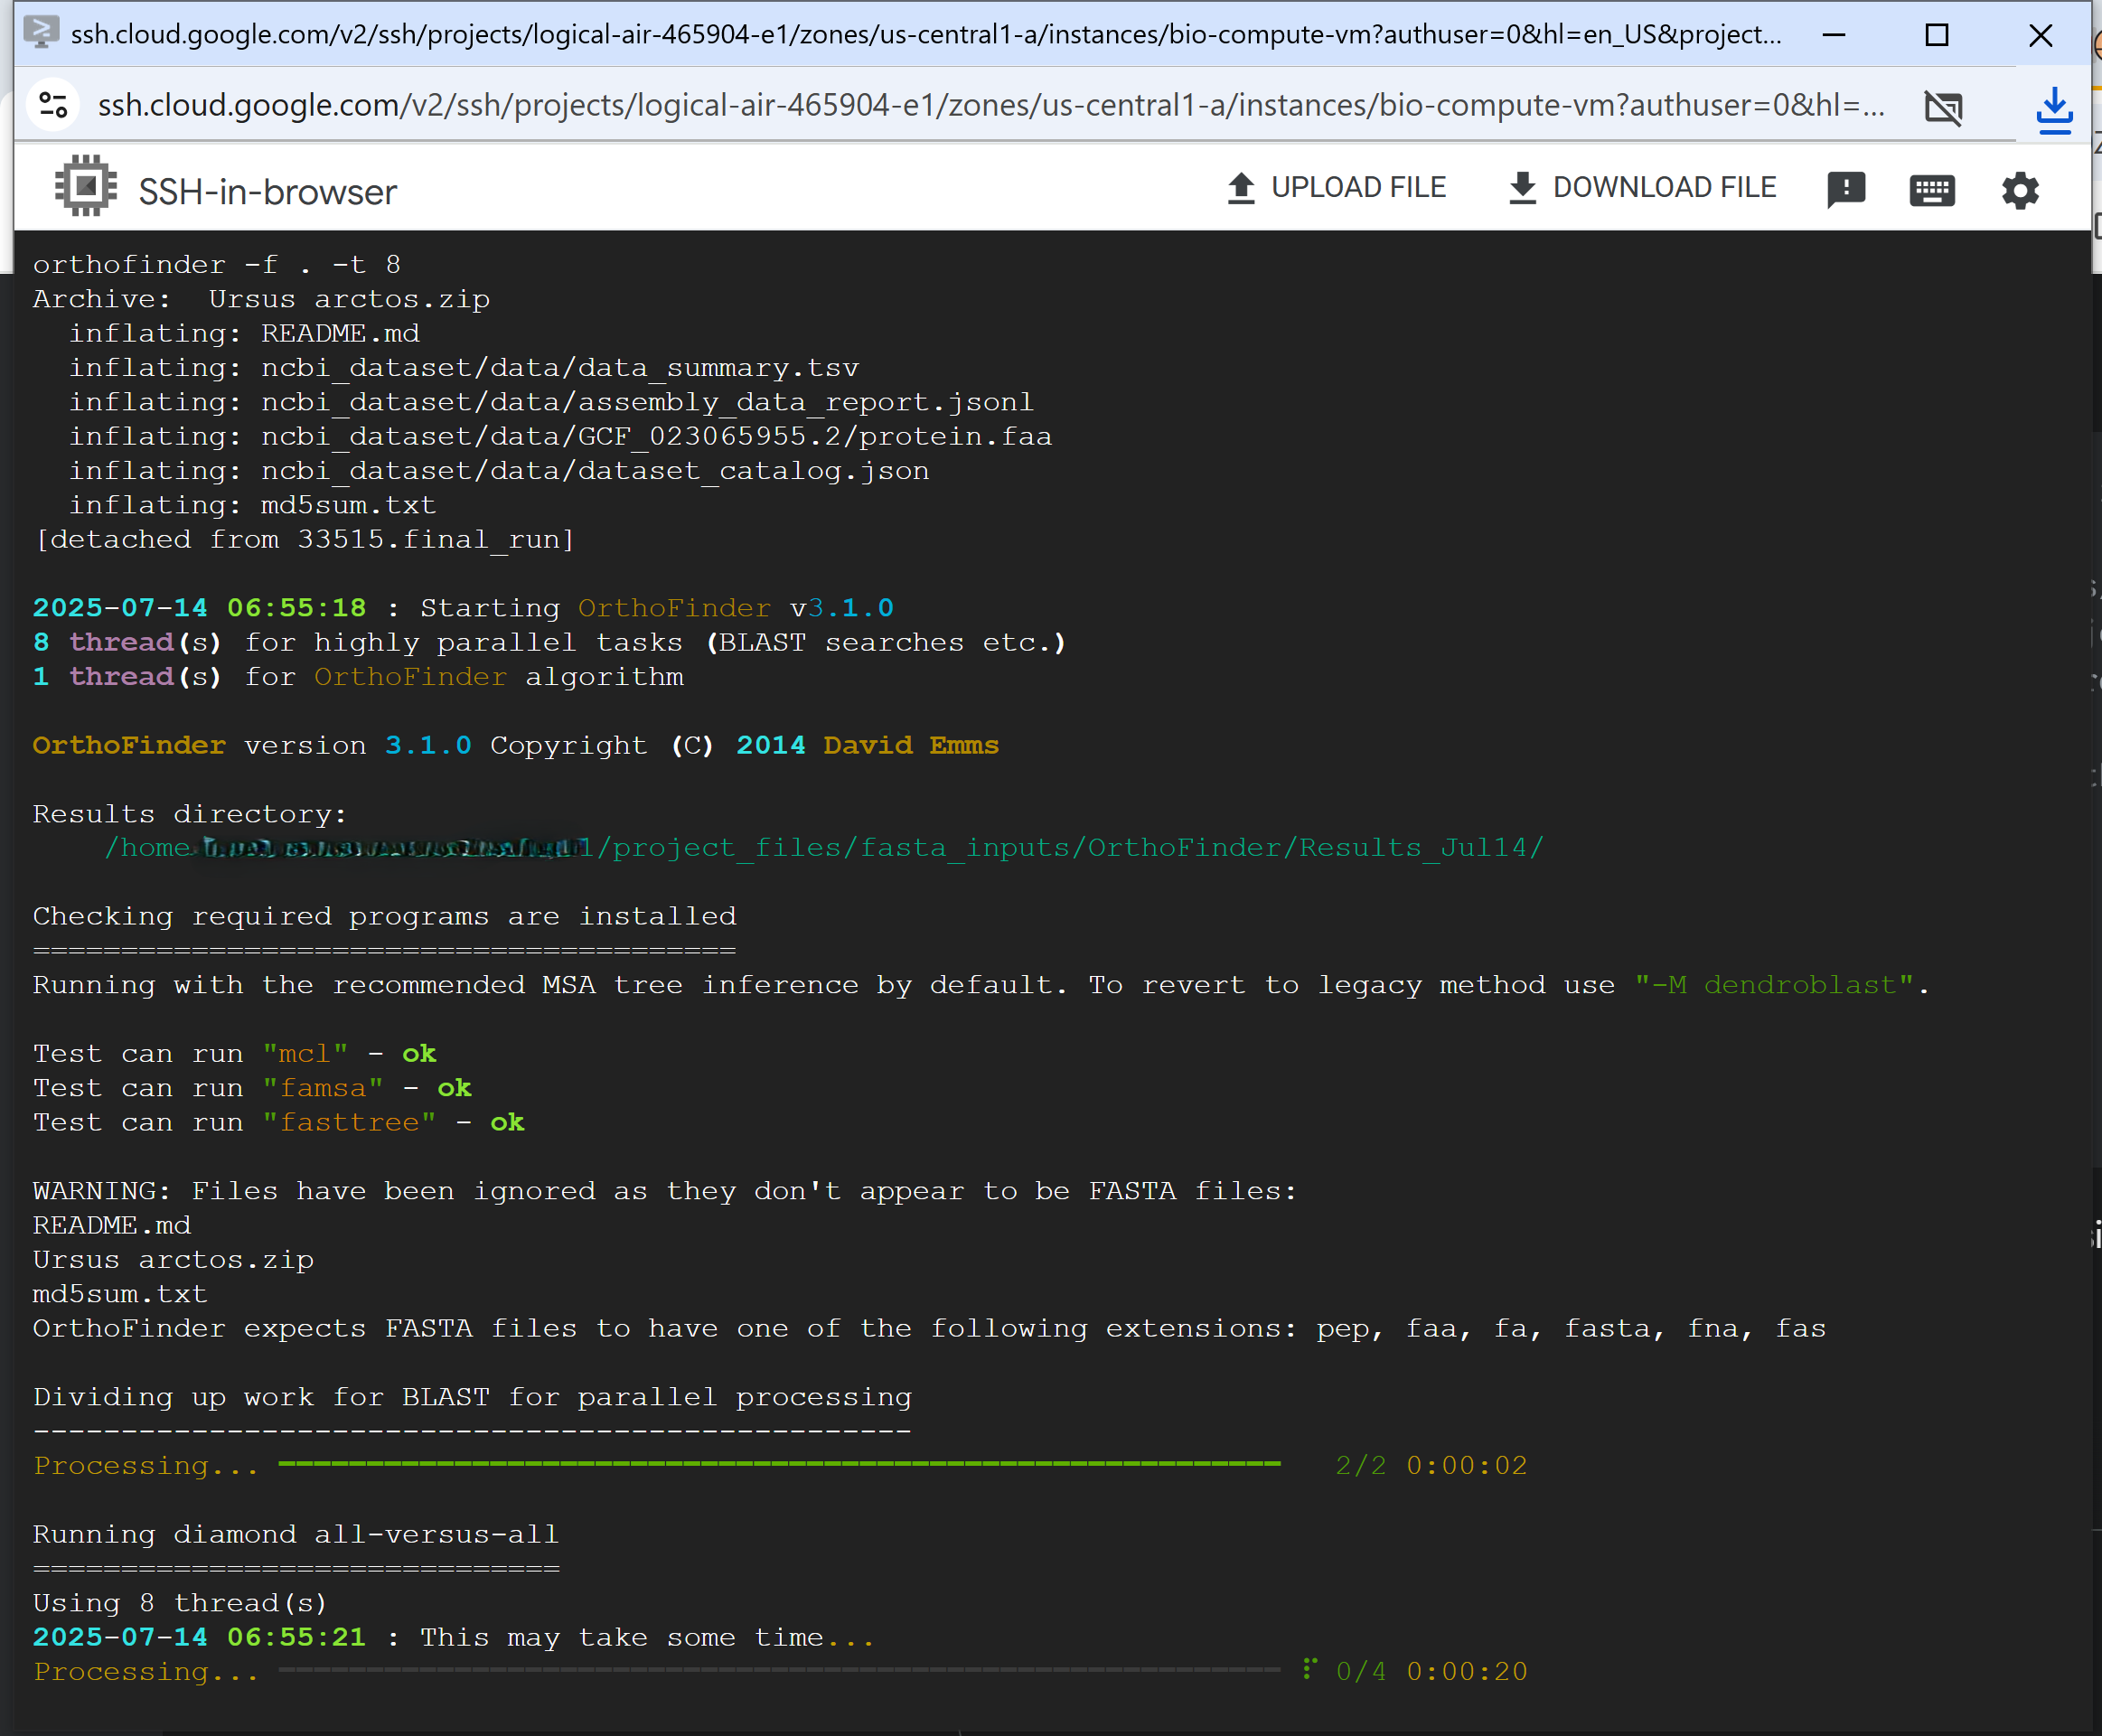 ssh.cloud.google.com/v2/ssh/projects/logical-air-465904-e1/zones/us-central1-a/instances/bio-compute-vm?authuser=0&hl=en_US&project...
ssh.cloud.google.com/v2/ssh/projects/logical-air-465904-e1/zones/us-central1-a/instances/bio-compute-vm?authuser=0&hl=...
SSH-in-browser UPLOAD FILE DOWNLOAD FILE
orthofinder -f . -t 8
Archive:  Ursus arctos.zip
  inflating: README.md
  inflating: ncbi_dataset/data/data_summary.tsv
  inflating: ncbi_dataset/data/assembly_data_report.jsonl
  inflating: ncbi_dataset/data/GCF_023065955.2/protein.faa
  inflating: ncbi_dataset/data/dataset_catalog.json
  inflating: md5sum.txt
[detached from 33515.final_run]
2025-07-14 06:55:18 : Starting OrthoFinder v3.1.0
8 thread(s) for highly parallel tasks (BLAST searches etc.)
1 thread(s) for OrthoFinder algorithm
OrthoFinder version 3.1.0 Copyright (C) 2014 David Emms
Results directory:
    /home 1/project_files/fasta_inputs/OrthoFinder/Results_Jul14/
Checking required programs are installed
========================================
Running with the recommended MSA tree inference by default. To revert to legacy method use "-M dendroblast".
Test can run "mcl" - ok
Test can run "famsa" - ok
Test can run "fasttree" - ok
WARNING: Files have been ignored as they don't appear to be FASTA files:
README.md
Ursus arctos.zip
md5sum.txt
OrthoFinder expects FASTA files to have one of the following extensions: pep, faa, fa, fasta, fna, fas
Dividing up work for BLAST for parallel processing
--------------------------------------------------
Processing... 2/2 0:00:02
Running diamond all-versus-all
==============================
Using 8 thread(s)
2025-07-14 06:55:21 : This may take some time...
Processing... 0/4 0:00:20